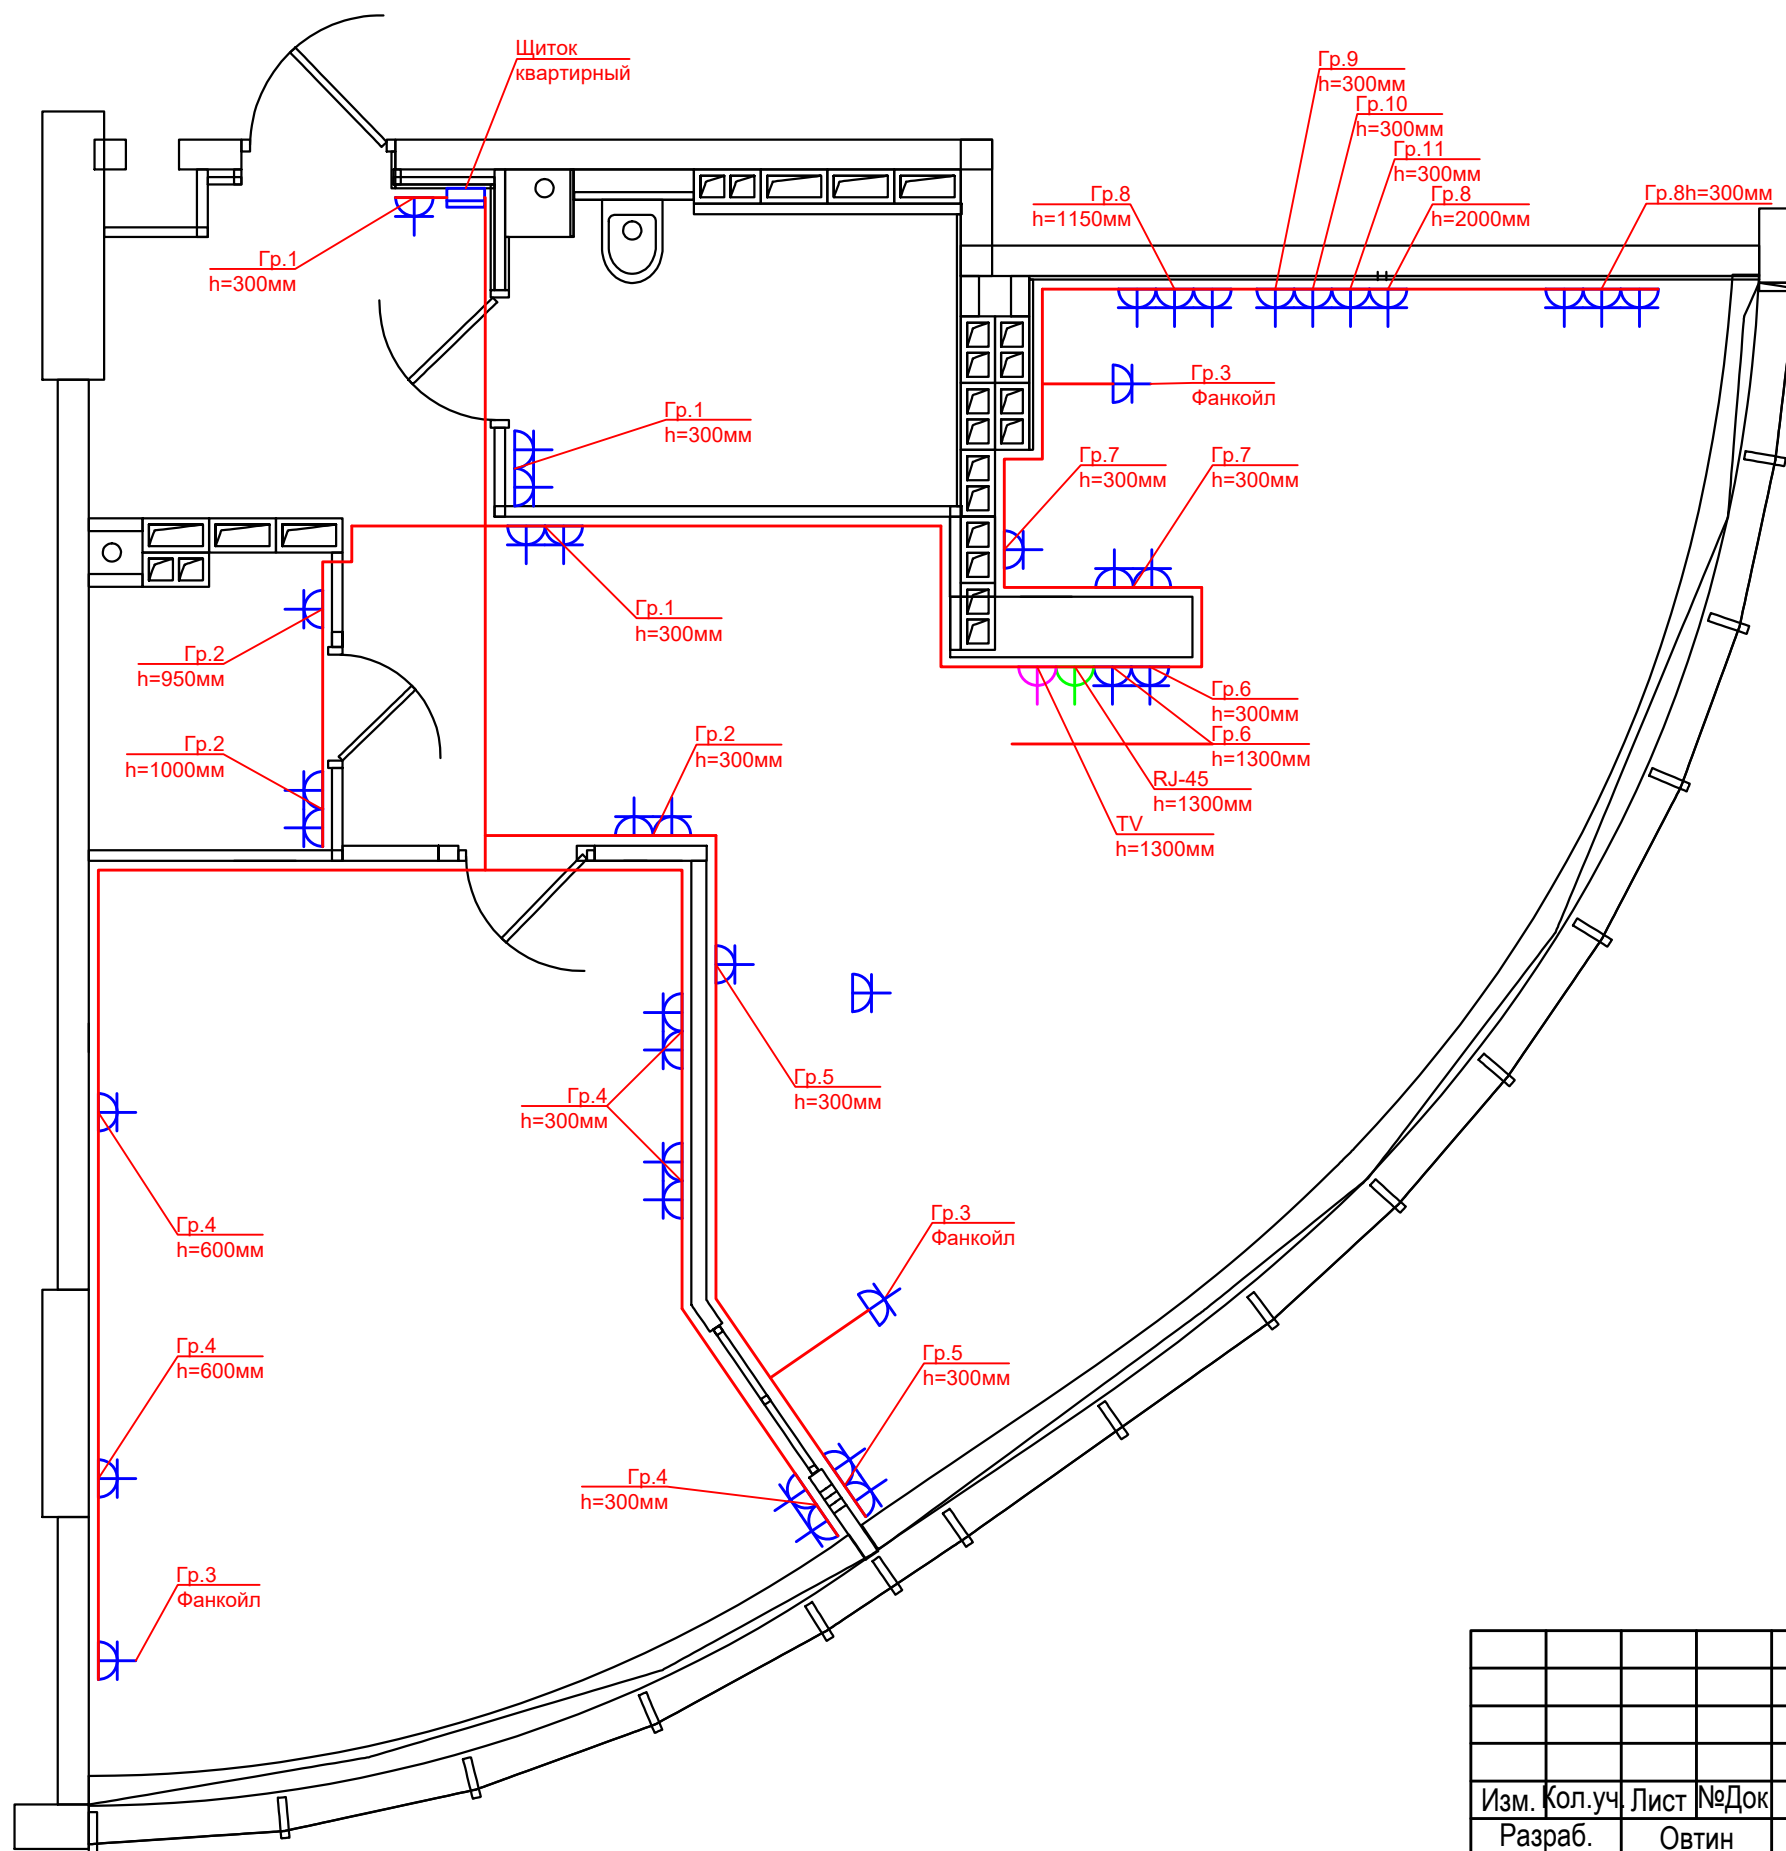 Щиток
квартирный
Гр.9
h=300мм
Гр.10
h=300мм
Гр.11
h=300мм
Гр.8
h=1150мм
Гр.8
h=2000мм
Гр.8h=300мм
Гр.1
h=300мм
Гр.3
Фанкойл
Гр.1
h=300мм
Гр.7
h=300мм
Гр.7
h=300мм
Гр.1
h=300мм
Гр.2
h=950мм
Гр.6
h=300мм
Гр.6
h=1300мм
Гр.2
h=1000мм
Гр.2
h=300мм
RJ-45
h=1300мм
TV
h=1300мм
Гр.5
h=300мм
Гр.4
h=300мм
Гр.4
h=600мм
Гр.3
Фанкойл
Гр.4
h=600мм
Гр.5
h=300мм
Гр.4
h=300мм
Гр.3
Фанкойл
Изм. Кол.уч. Лист №Док
Разраб. Овтин